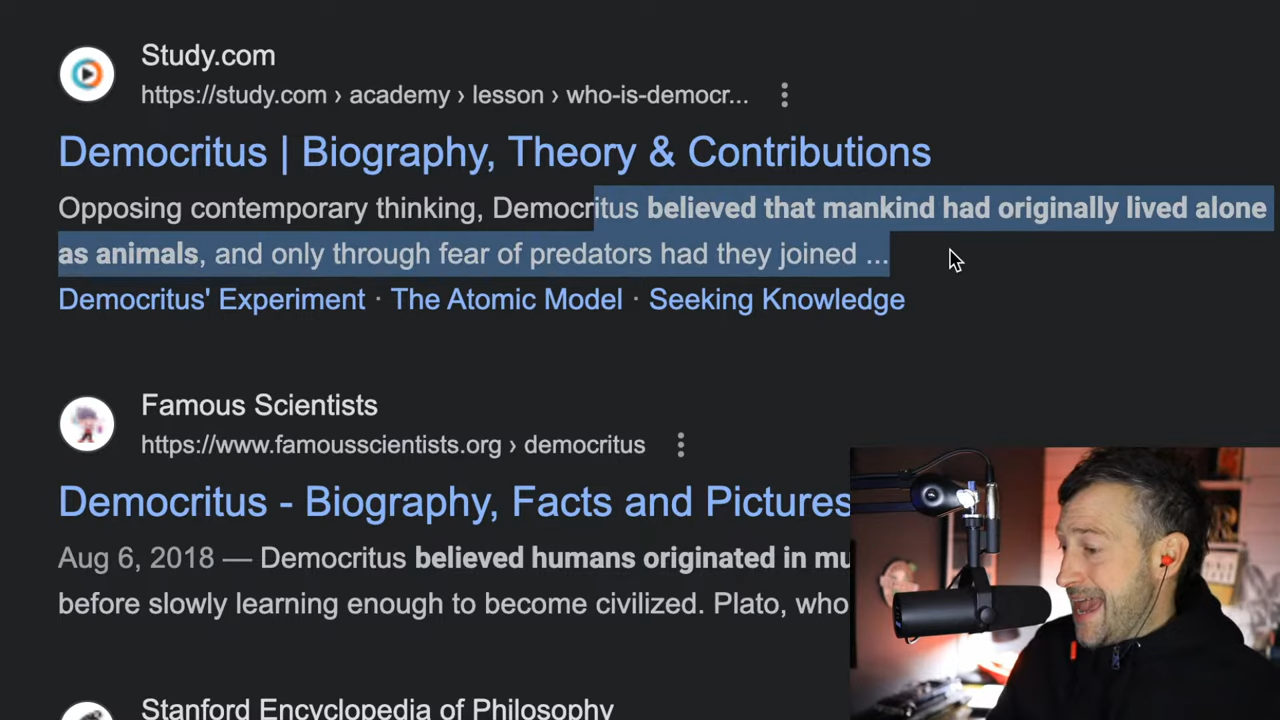 Study.com
https://study.com › academy › lesson › who-is-democr...
Democritus | Biography, Theory & Contributions
Opposing contemporary thinking, Democritus believed that mankind had originally lived alone
as animals, and only through fear of predators had they joined ...
Democritus' Experiment · The Atomic Model · Seeking Knowledge
Famous Scientists
https://www.famousscientists.org › democritus
Democritus - Biography, Facts and Pictures
Aug 6, 2018 — Democritus believed humans originated in
before slowly learning enough to become civilized. Plato, who
Stanford Encyclopedia of Philosophy